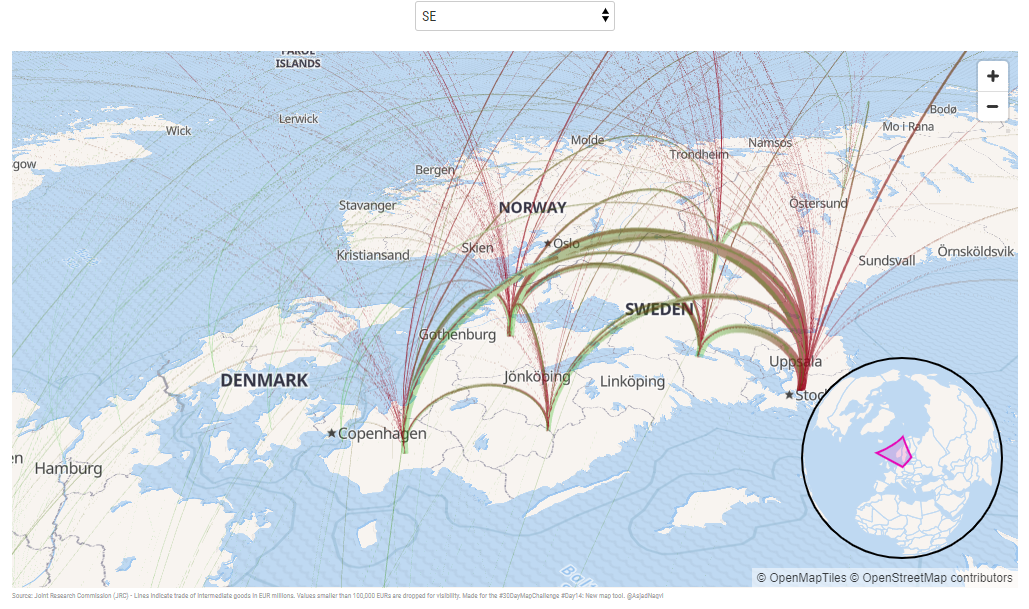 SE
FAROE
ISLANDS
+
−
Bodø
Lerwick
Mo i Rana
Wick
Molde
Namsos
Trondheim
gow
Bergen
Stavanger
NORWAY
Östersund
Oslo
Skien
Kristiansand
Sundsvall
Örnsköldsvik
SWEDEN
Gothenburg
Uppsala
DENMARK
Jönköping
Linköping
Stoc
Copenhagen
en
Hamburg
Bal
© OpenMapTiles © OpenStreetMap contributors
Source: Joint Research Commission (JRC) - Lines indicate trade of intermediate goods in EUR millions. Values smaller than 100,000 EURs are dropped for visibility. Made for the #30DayMapChallenge #Day14: New map tool. @AsjadNaqvi